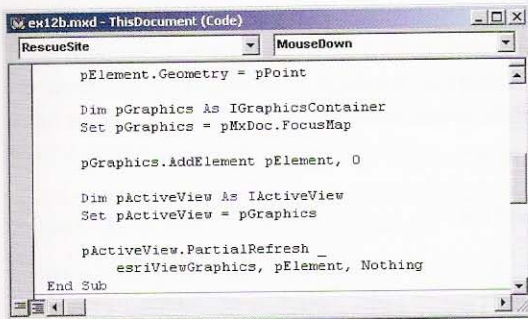 ex12b.mxd - ThisDocument (Code)
RescueSite MouseDown
pElement.Geometry = pPoint
Dim pGraphics As IGraphicsContainer
Set pGraphics = pMxDoc.FocusMap
pGraphics.AddElement pElement, 0
Dim pActiveView As IActiveView
Set pActiveView = pGraphics
pActiveView.PartialRefresh _
esriViewGraphics, pElement, Nothing
End Sub